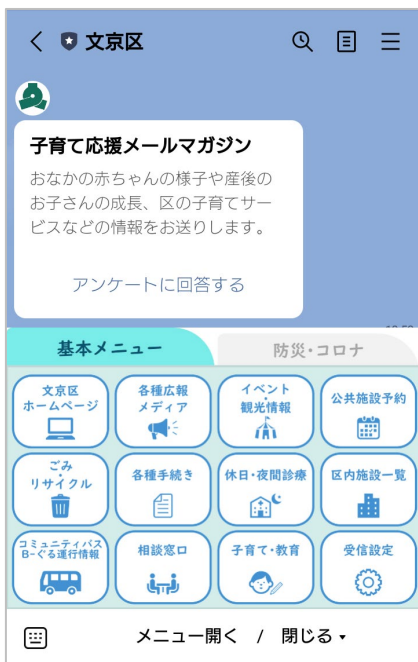 文京区
子育て応援メールマガジン
おなかの赤ちゃんの様子や産後の
お子さんの成長、区の子育てサー
ビスなどの情報をお送りします。
アンケートに回答する
基本メニュー
防災・コロナ
文京区
ホームページ
各種広報
メディア
イベント
・
観光情報
公共施設予約
ごみ
・
リサイクル
各種手続き
休日・夜間診療
区内施設一覧
コミュニティバス
B-ぐる運行情報
相談窓口
子育て・教育
受信設定
メニュー開く / 閉じる▾